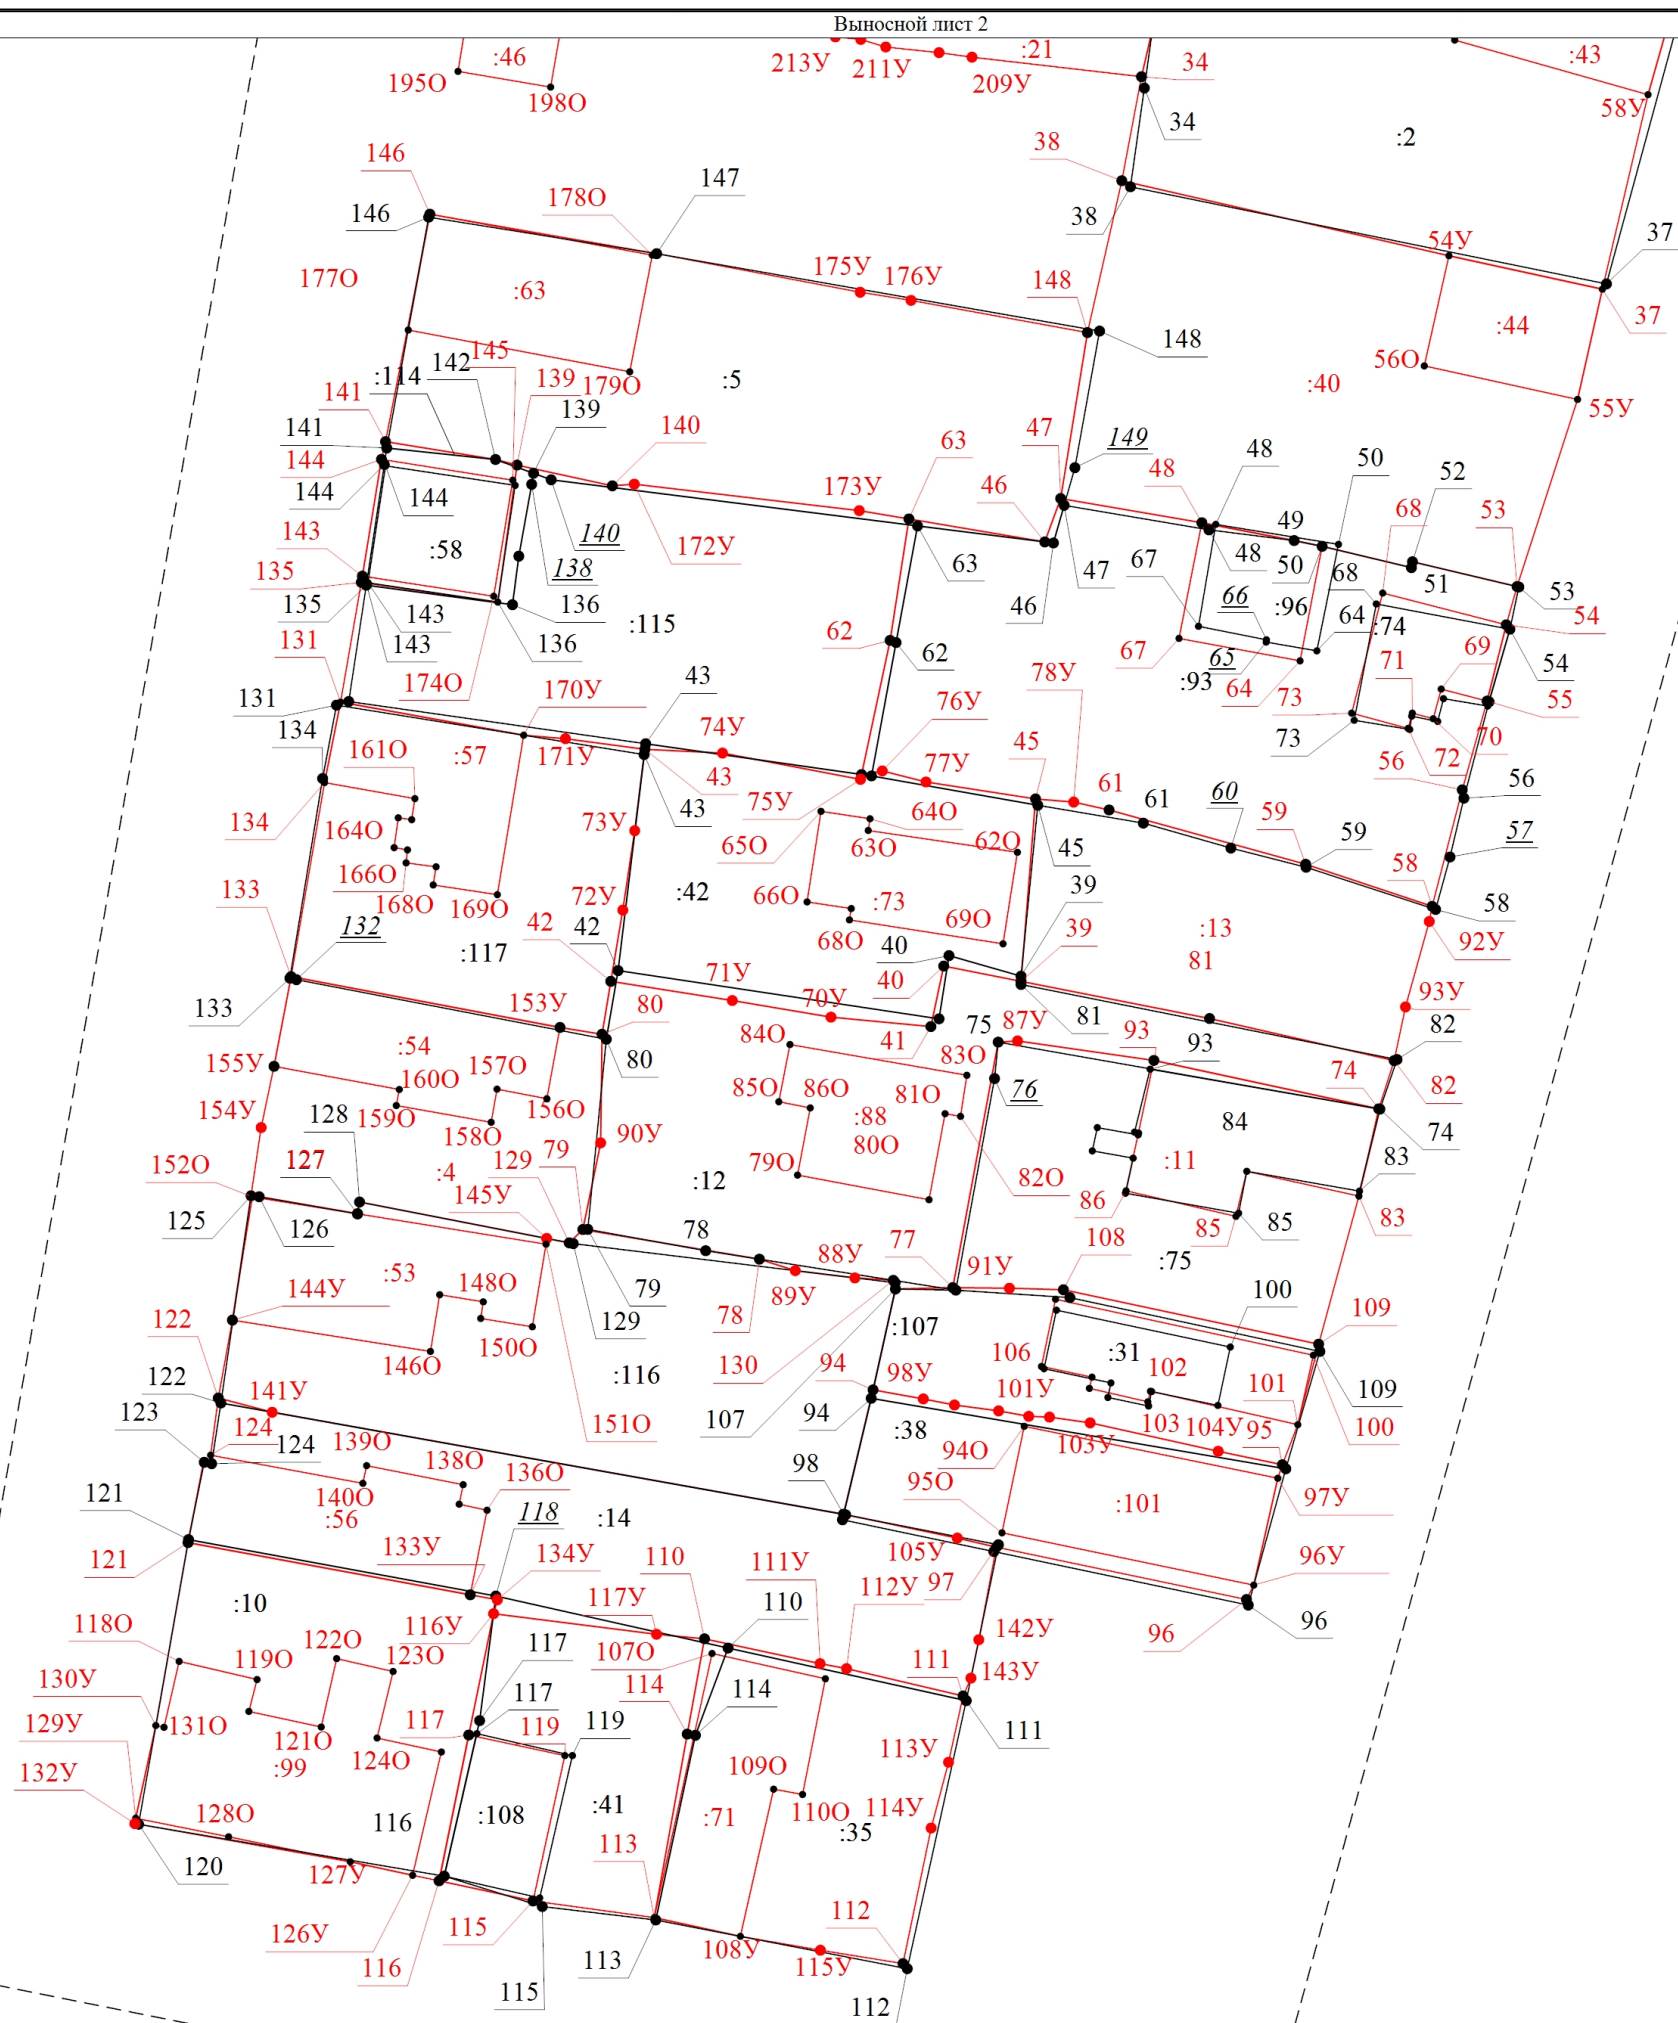 Выносной лист 2
:46
195О
198О
213У
211У
:21
209У
34
:43
58У
34
:2
38
146
147
178О
146
38
37
54У
177О
:63
175У
176У
148
37
:44
148
56О
:40
55У
145
142
:114
139
179О
:5
141
139
141
140
63
47
149
48
48
50
52
144
46
49
68
53
144
144
173У
140
172У
:58
138
143
135
135
143
136
63
47
67
48
50
68
51
53
66
:96
64
:74
54
46
143
136
:115
62
62
65
67
:93
64
69
54
71
73
55
131
174О
170У
43
78У
131
134
74У
76У
73
72
70
161О
:57
171У
43
77У
45
61
61
60
56
56
134
164О
43
73У
75У
64О
65О
63О
62О
45
59
59
57
166О
168О
169О
133
132
72У
:42
42
42
66О
:73
69О
68О
39
39
40
40
58
58
92У
:13
81
:117
133
153У
71У
80
70У
41
75
87У
81
93
93
93У
82
155У
:54
157О
160О
80
84О
83О
74
82
154У
159О
158О
156О
85О
86О
81О
76
:88
80О
84
74
128
90У
152О
127
129
79
:4
145У
79О
82О
:11
83
86
125
126
:12
78
85
85
83
77
108
:75
88У
91У
144У
:53
148О
79
89У
100
109
122
129
78
:107
146О
150О
:116
130
94
98У
106
:31
102
101У
101
109
122
141У
123
124
124
139О
151О
107
94
:38
103
104У
95
100
94О
103У
138О
136О
98
95О
121
140О
:56
118
:14
:101
97У
133У
134У
110
111У
105У
96У
121
112У
97
:10
117У
110
96
96
116У
118О
122О
123О
117
107О
142У
119О
111
143У
130У
114
114
131О
117
117
119
119
129У
121О
:99
124О
111
113У
132У
109О
128О
116
:108
:41
:71
110О
114У
:35
113
120
127У
126У
115
112
108У
116
113
115У
115
112